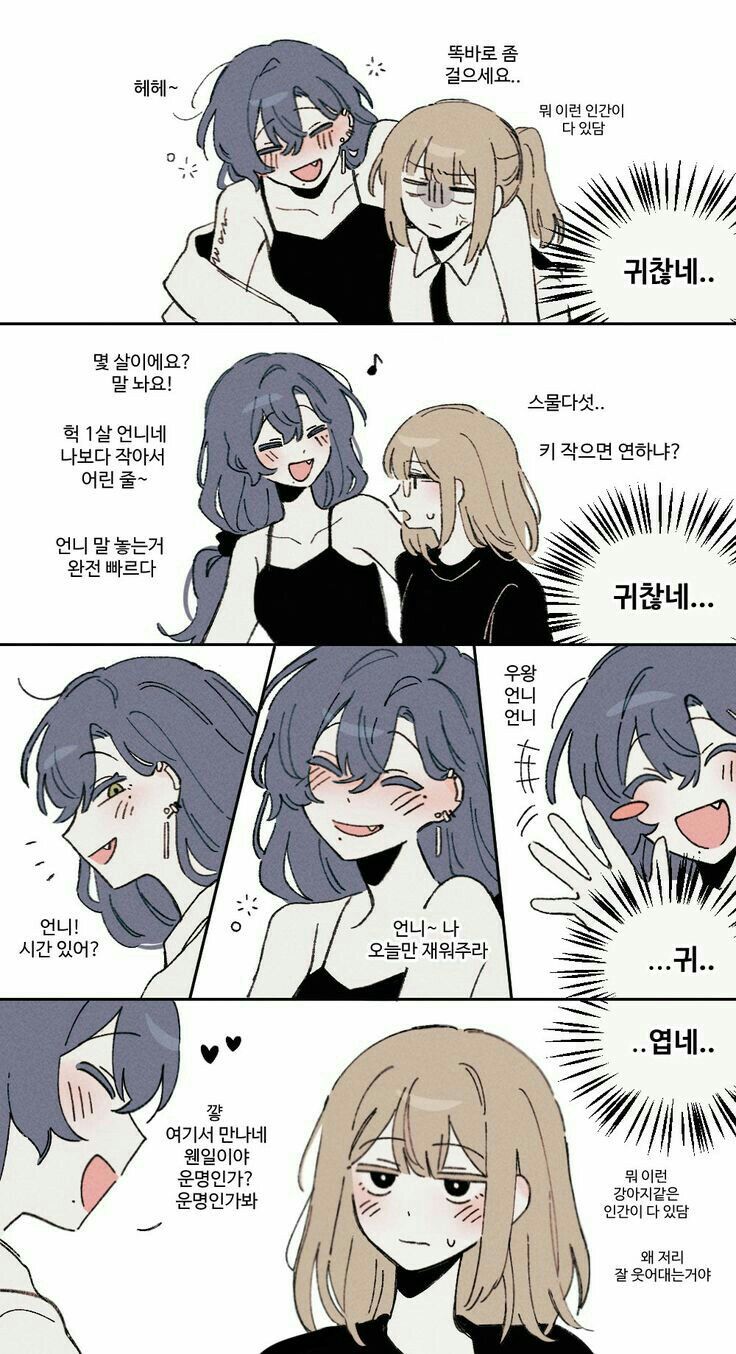 헤헤~
똑바로 좀
걸으세요..
뭐 이런 인간이
다 있담
귀찮네..
몇 살이에요?
말 놔요!
헉 1살 언니네
나보다 작아서
어린 줄~
언니 말 놓는거
완전 빠르다
스물다섯..
키 작으면 연하냐?
귀찮네...
언니!
시간 있어?
언니~ 나
오늘만 재워주라
우왕
언니
언니
...귀..
..엽네..
꺟
여기서 만나네
웬일이야
운명인가?
운명인가봐
뭐 이런
강아지같은
인간이 다 있담
왜 저리
잘 웃어대는거야